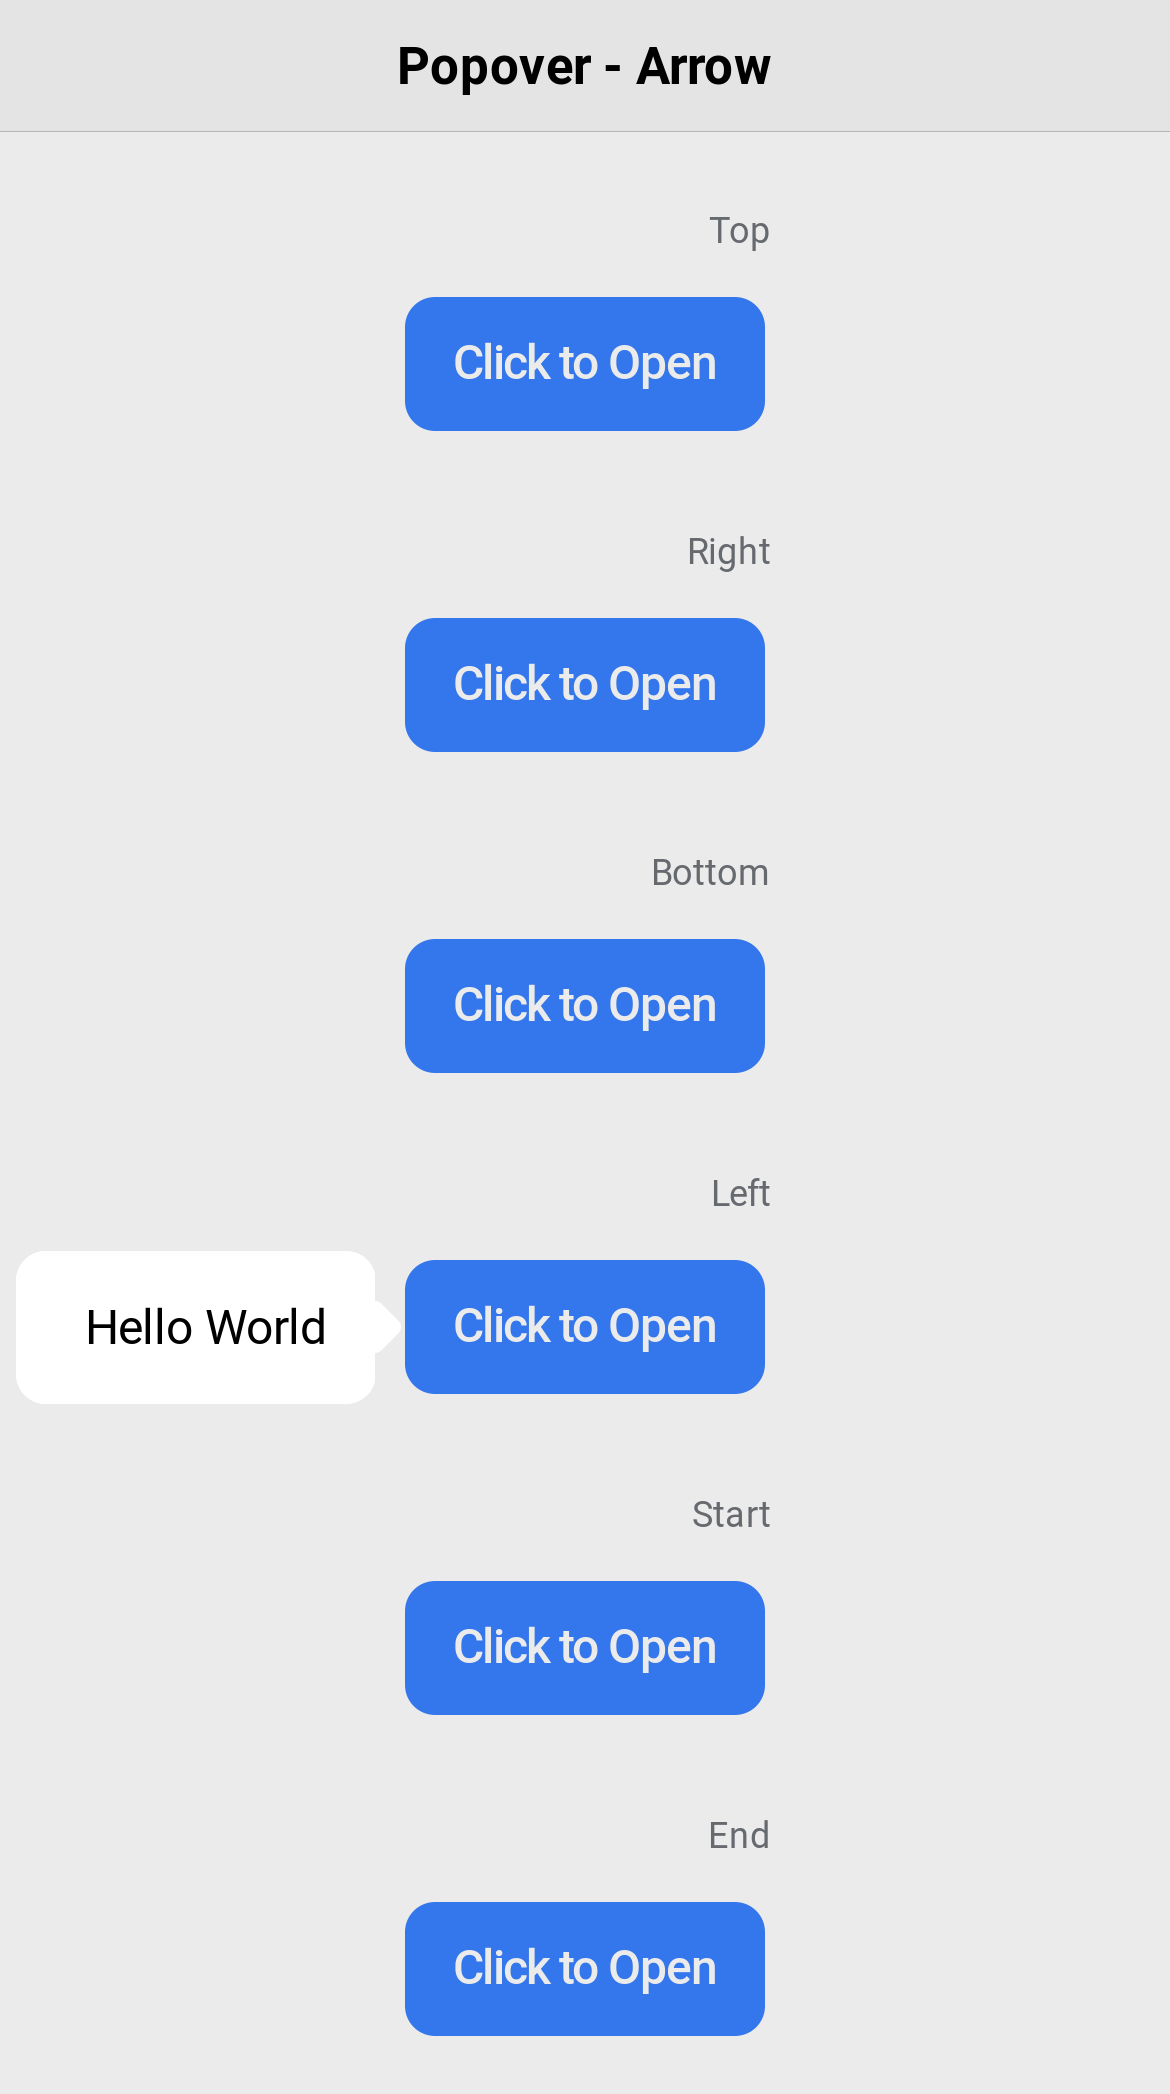 Popover - Arrow
Top
Click to Open
Right
Click to Open
Bottom
Click to Open
Left
Hello World
Click to Open
Start
Click to Open
End
Click to Open